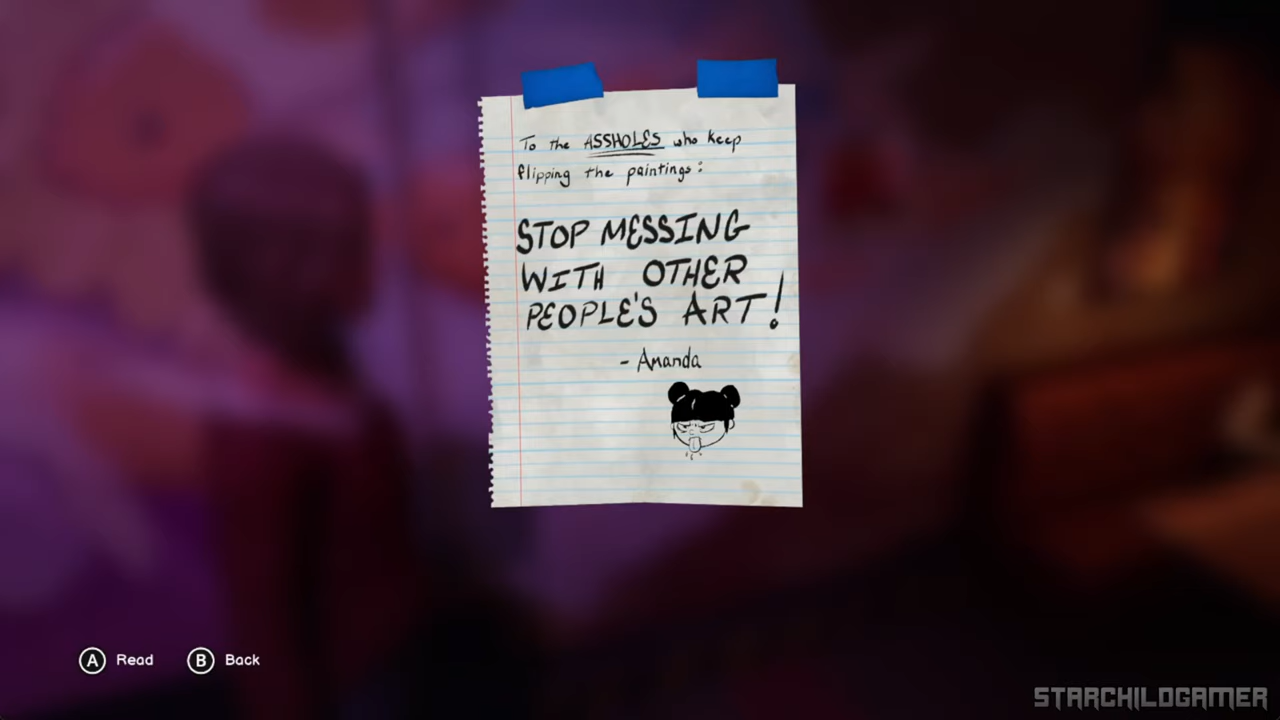 To the ASSHOLES who keep
flipping the paintings:
STOP MESSING
WITH OTHER
PEOPLE'S ART!
- Amanda
A Read B Back
STARCHILDGAMER